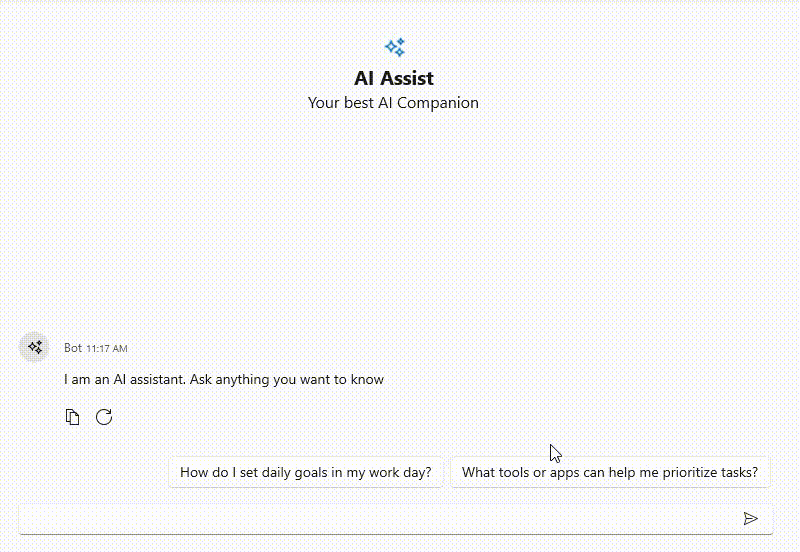 AI Assist
Your best AI Companion
Bot 11:17 AM
I am an AI assistant. Ask anything you want to know
How do I set daily goals in my work day? What tools or apps can help me prioritize tasks?